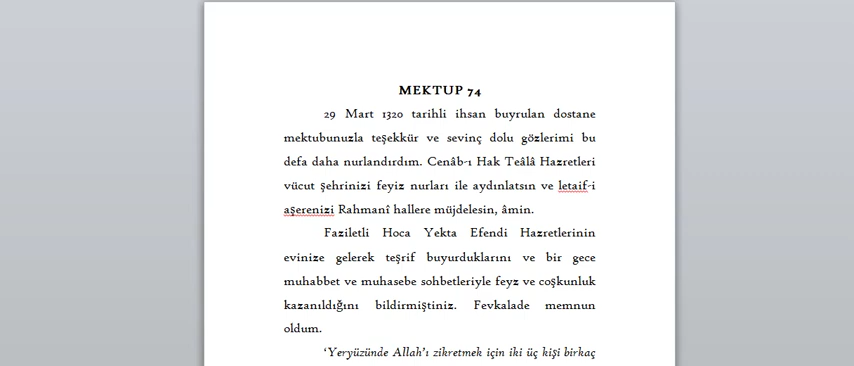 MEKTUP 74
29 Mart 1320 tarihli ihsan buyrulan dostane
mektubunuzla teşekkür ve sevinç dolu gözlerimi bu
defa daha nurlandırdım. Cenâb-ı Hak Teâlâ Hazretleri
vücut şehrinizi feyiz nurları ile aydınlatsın ve letaif-i
aşerenizi Rahmanî hallere müjdelesin, âmin.
Faziletli Hoca Yekta Efendi Hazretlerinin
evinize gelerek teşrif buyurduklarını ve bir gece
muhabbet ve muhasebe sohbetleriyle feyz ve coşkunluk
kazanıldığını bildirmiştiniz. Fevkalade memnun
oldum.
‘Yeryüzünde Allah’ı zikretmek için iki üç kişi birkaç